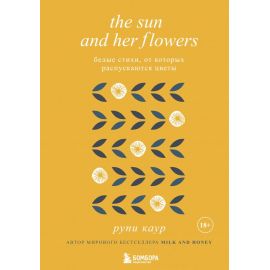 the sun
and her flowers
белые стихи, от которых
распускаются цветы
рупи каур
18+
АВТОР МИРОВОГО БЕСТСЕЛЛЕРА MILK AND HONEY
БОМБОРА